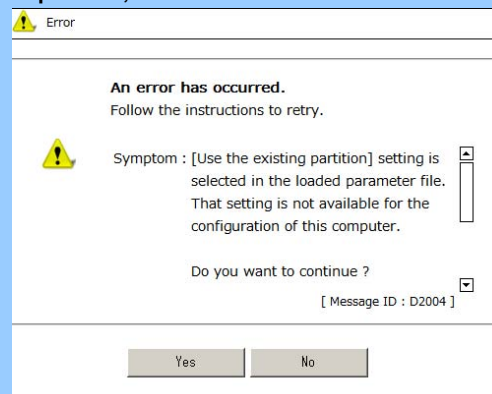 Error
An error has occurred.
Follow the instructions to retry.
Symptom : [Use the existing partition] setting is
selected in the loaded parameter file.
That setting is not available for the
configuration of this computer.
Do you want to continue ?
[ Message ID : D2004 ]
Yes No